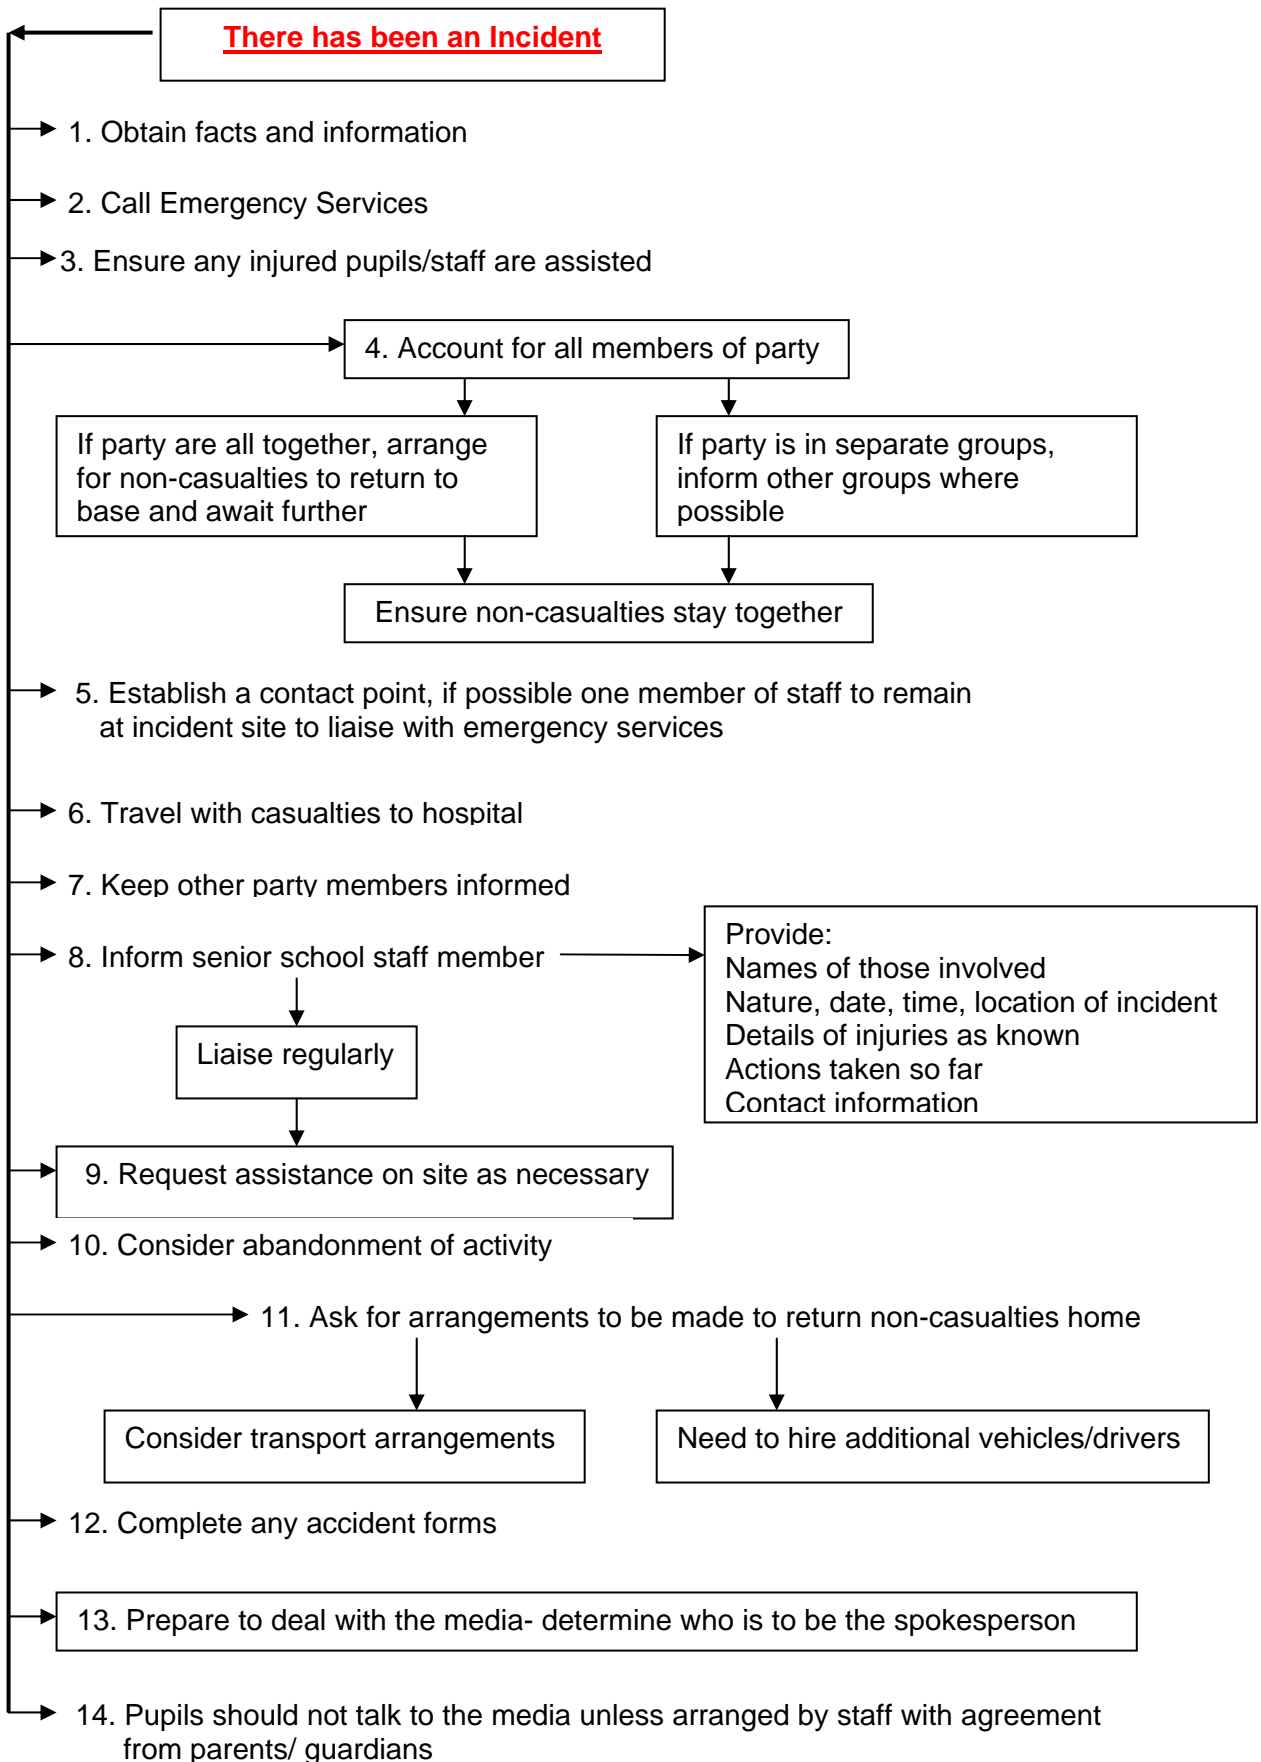 There has been an Incident
1. Obtain facts and information
2. Call Emergency Services
3. Ensure any injured pupils/staff are assisted
4. Account for all members of party
If party are all together, arrange
for non-casualties to return to
base and await further
If party is in separate groups,
inform other groups where
possible
Ensure non-casualties stay together
5. Establish a contact point, if possible one member of staff to remain
at incident site to liaise with emergency services
6. Travel with casualties to hospital
7. Keep other party members informed
8. Inform senior school staff member
Provide:
Names of those involved
Nature, date, time, location of incident
Details of injuries as known
Actions taken so far
Contact information
Liaise regularly
9. Request assistance on site as necessary
10. Consider abandonment of activity
11. Ask for arrangements to be made to return non-casualties home
Consider transport arrangements
Need to hire additional vehicles/drivers
12. Complete any accident forms
13. Prepare to deal with the media- determine who is to be the spokesperson
14. Pupils should not talk to the media unless arranged by staff with agreement
from parents/ guardians